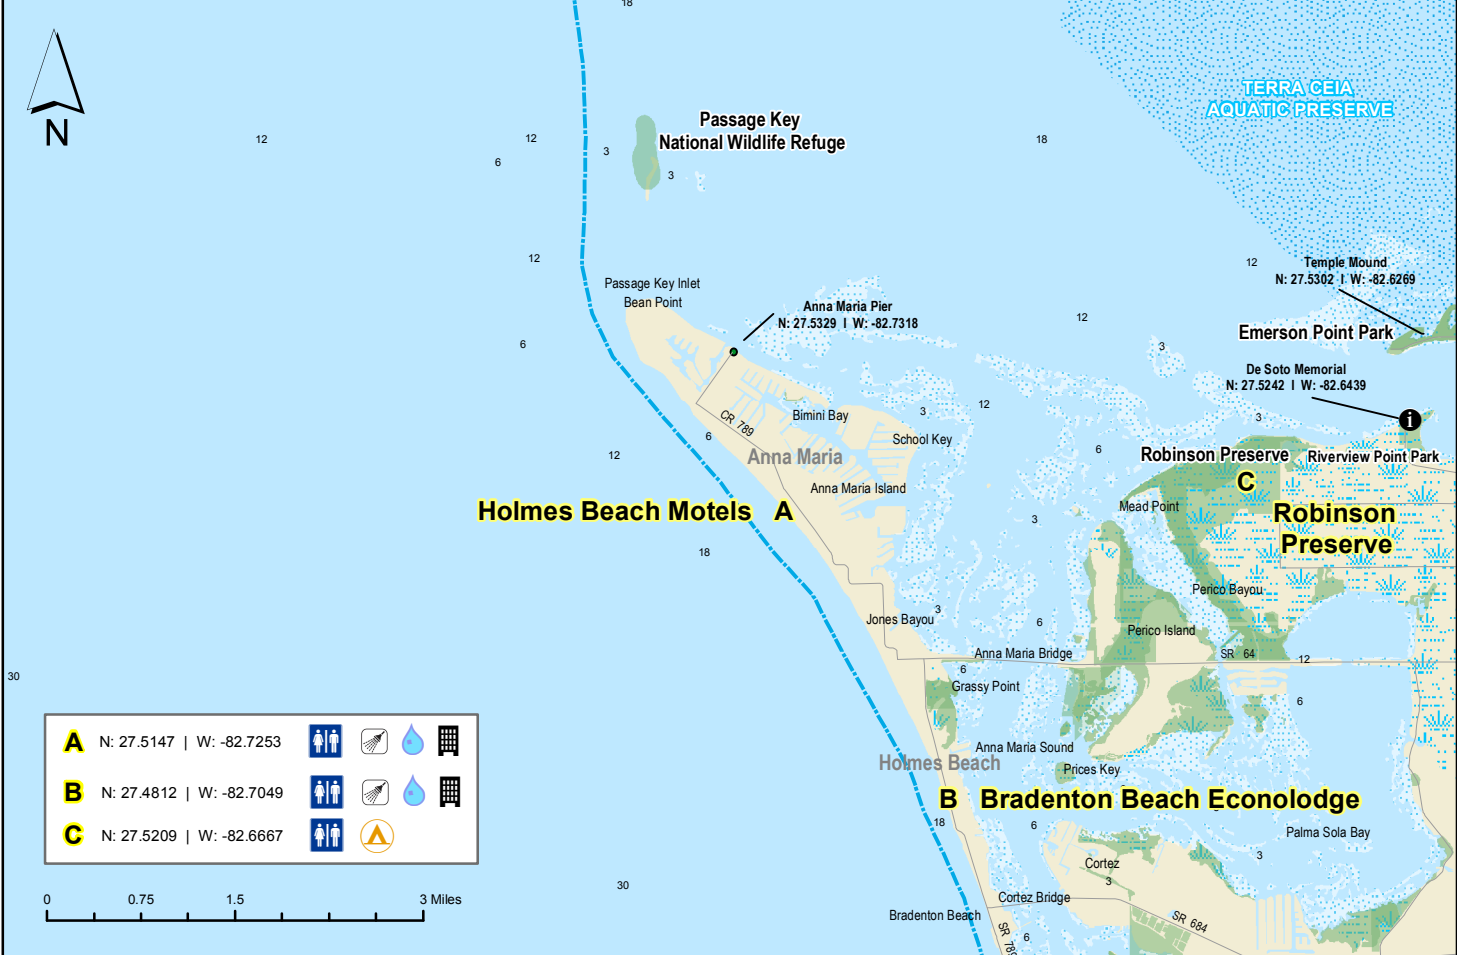 18
TERRA CEIA
AQUATIC PRESERVE
N
Passage Key
National Wildlife Refuge
12
12
18
3
6
3
12
12
Temple Mound
N: 27.5302 | W: -82.6269
Passage Key Inlet
Bean Point
Anna Maria Pier
N: 27.5329 | W: -82.7318
12
Emerson Point Park
6
3
De Soto Memorial
N: 27.5242 | W: -82.6439
i
12
3
3
CR 789
Bimini Bay
6
School Key
12
Anna Maria
6
Robinson Preserve
Riverview Point Park
C
Anna Maria Island
Holmes Beach Motels A
Mead Point
Robinson
Preserve
3
18
Perico Bayou
3
Jones Bayou
6
Perico Island
Anna Maria Bridge
SR 64
12
6
30
Grassy Point
6
Anna Maria Sound
Holmes Beach
Prices Key
B Bradenton Beach Econolodge
18
6
Palma Sola Bay
3
Cortez
3
30
Cortez Bridge
Bradenton Beach
SR 684
SR 789
6
A N: 27.5147 | W: -82.7253
B N: 27.4812 | W: -82.7049
C N: 27.5209 | W: -82.6667
0 0.75 1.5 3 Miles